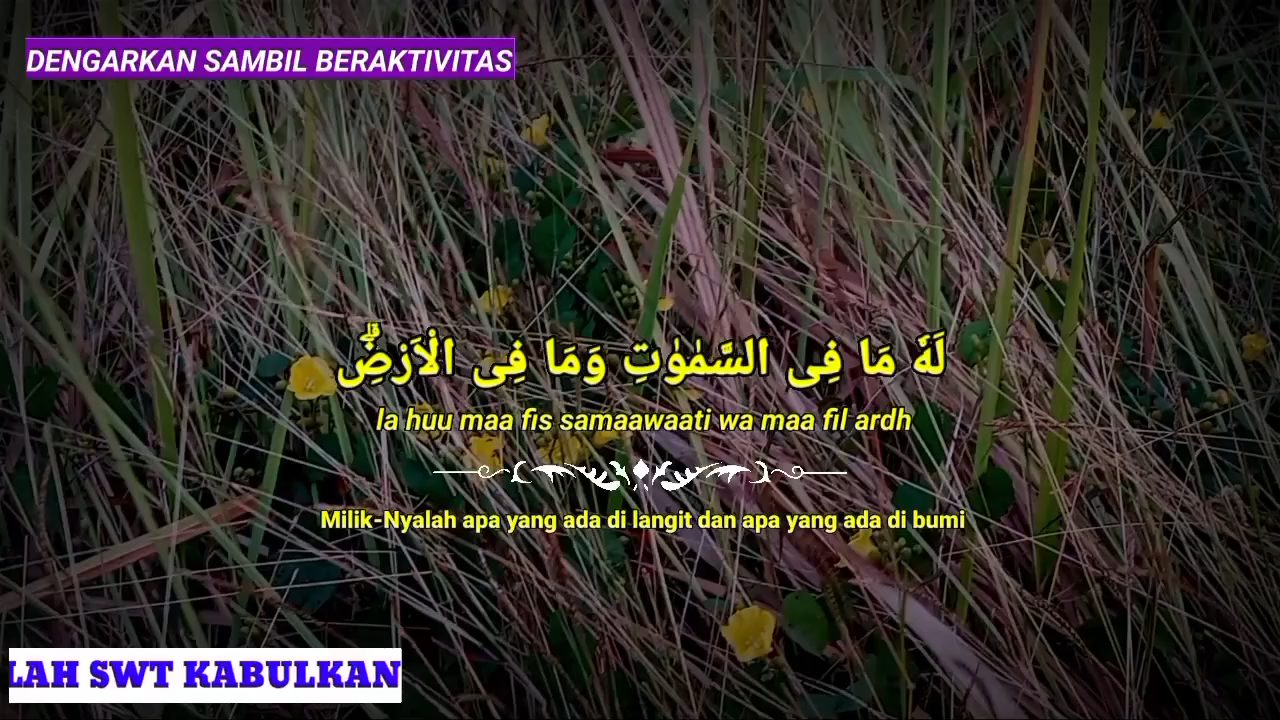 DENGARKAN SAMBIL BERAKTIVITAS
لَهٗ مَا فِى السَّمٰوٰتِ وَمَا فِى الْاَرْضِۗ
la huu maa fis samaawaati wa maa fil ardh
Milik-Nyalah apa yang ada di langit dan apa yang ada di bumi
LAH SWT KABULKAN